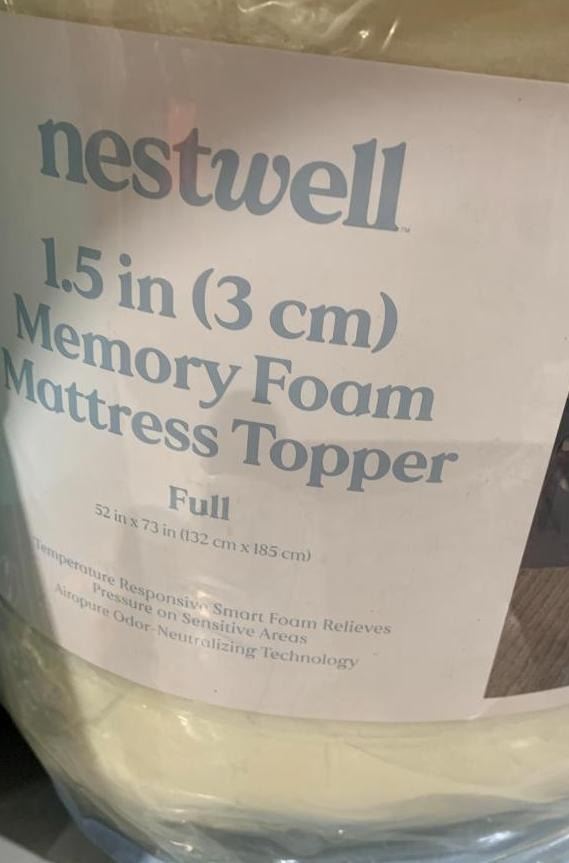 nestwell™
1.5 in (3 cm)
Memory Foam
Mattress Topper
Full
52 in x 73 in (132 cm x 185 cm)
Temperature Responsive Smart Foam Relieves
Pressure on Sensitive Areas
Airopure Odor-Neutralizing Technology